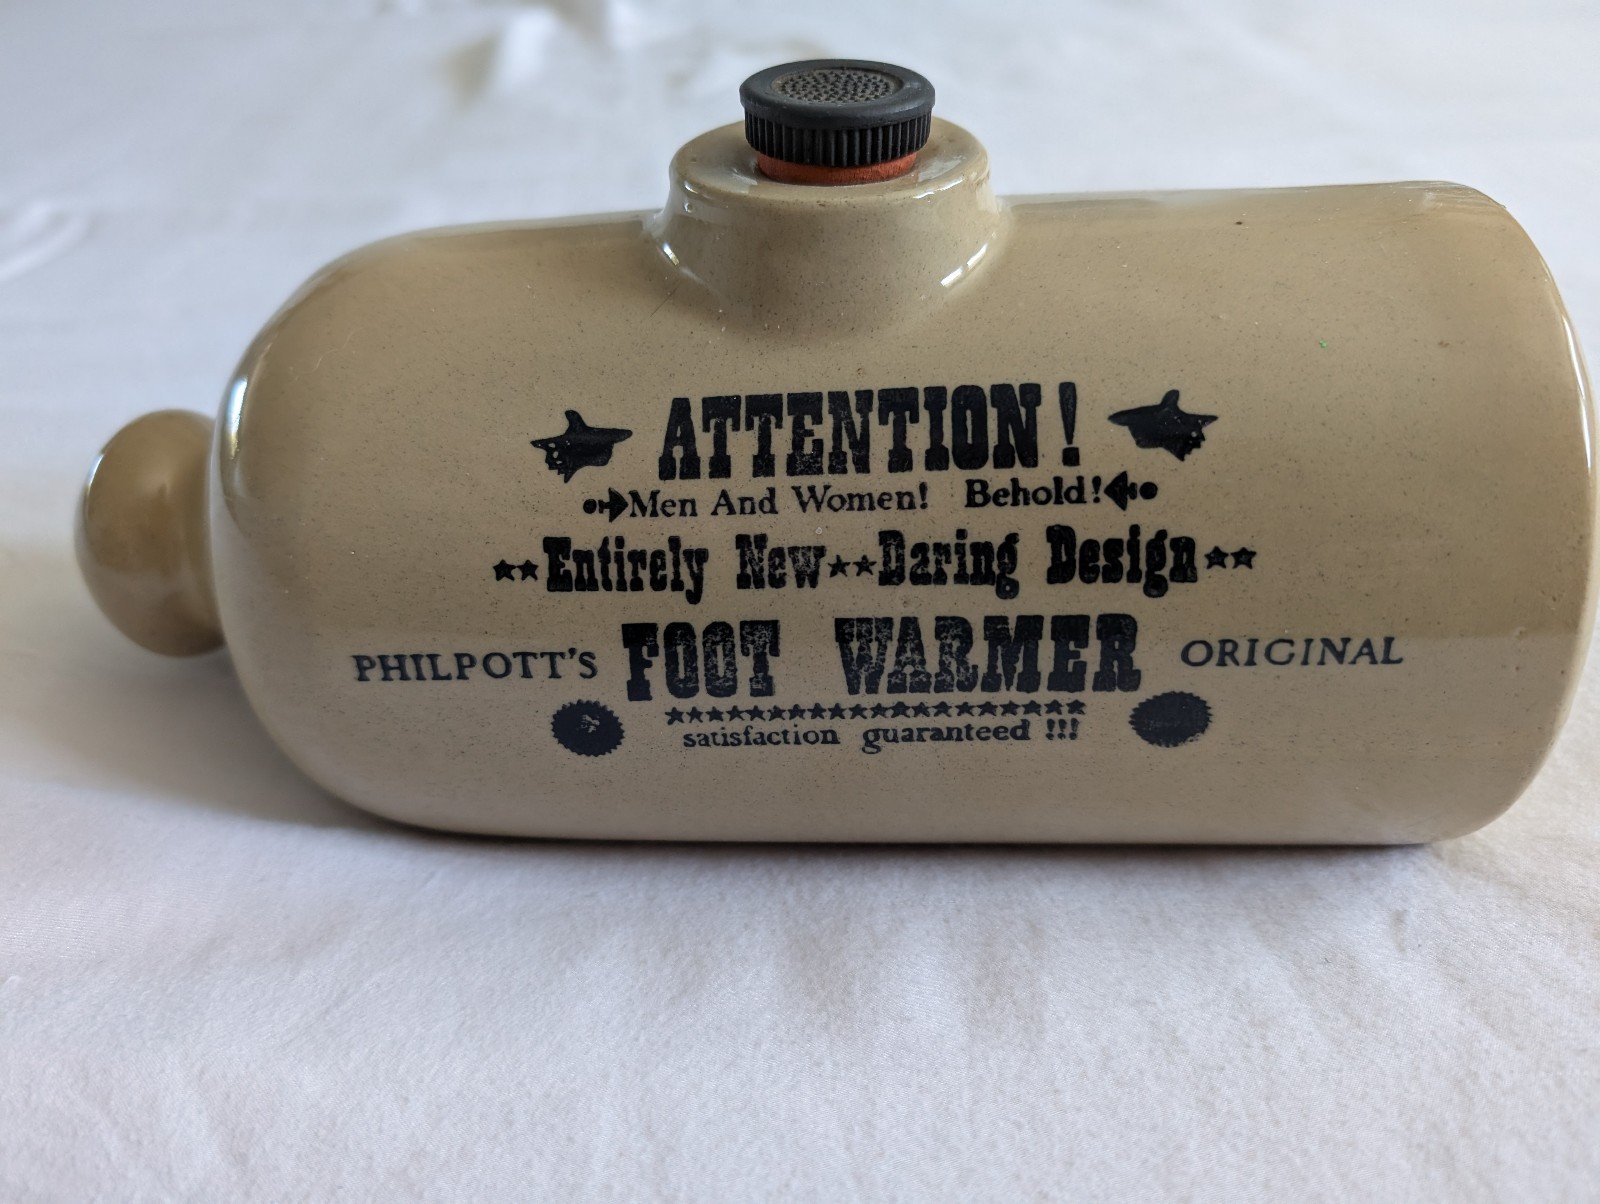 ATTENTION!
Men And Women! Behold!
Entirely New Daring Design
PHILPOTT'S FOOT WARMER ORIGINAL
satisfaction guaranteed !!!